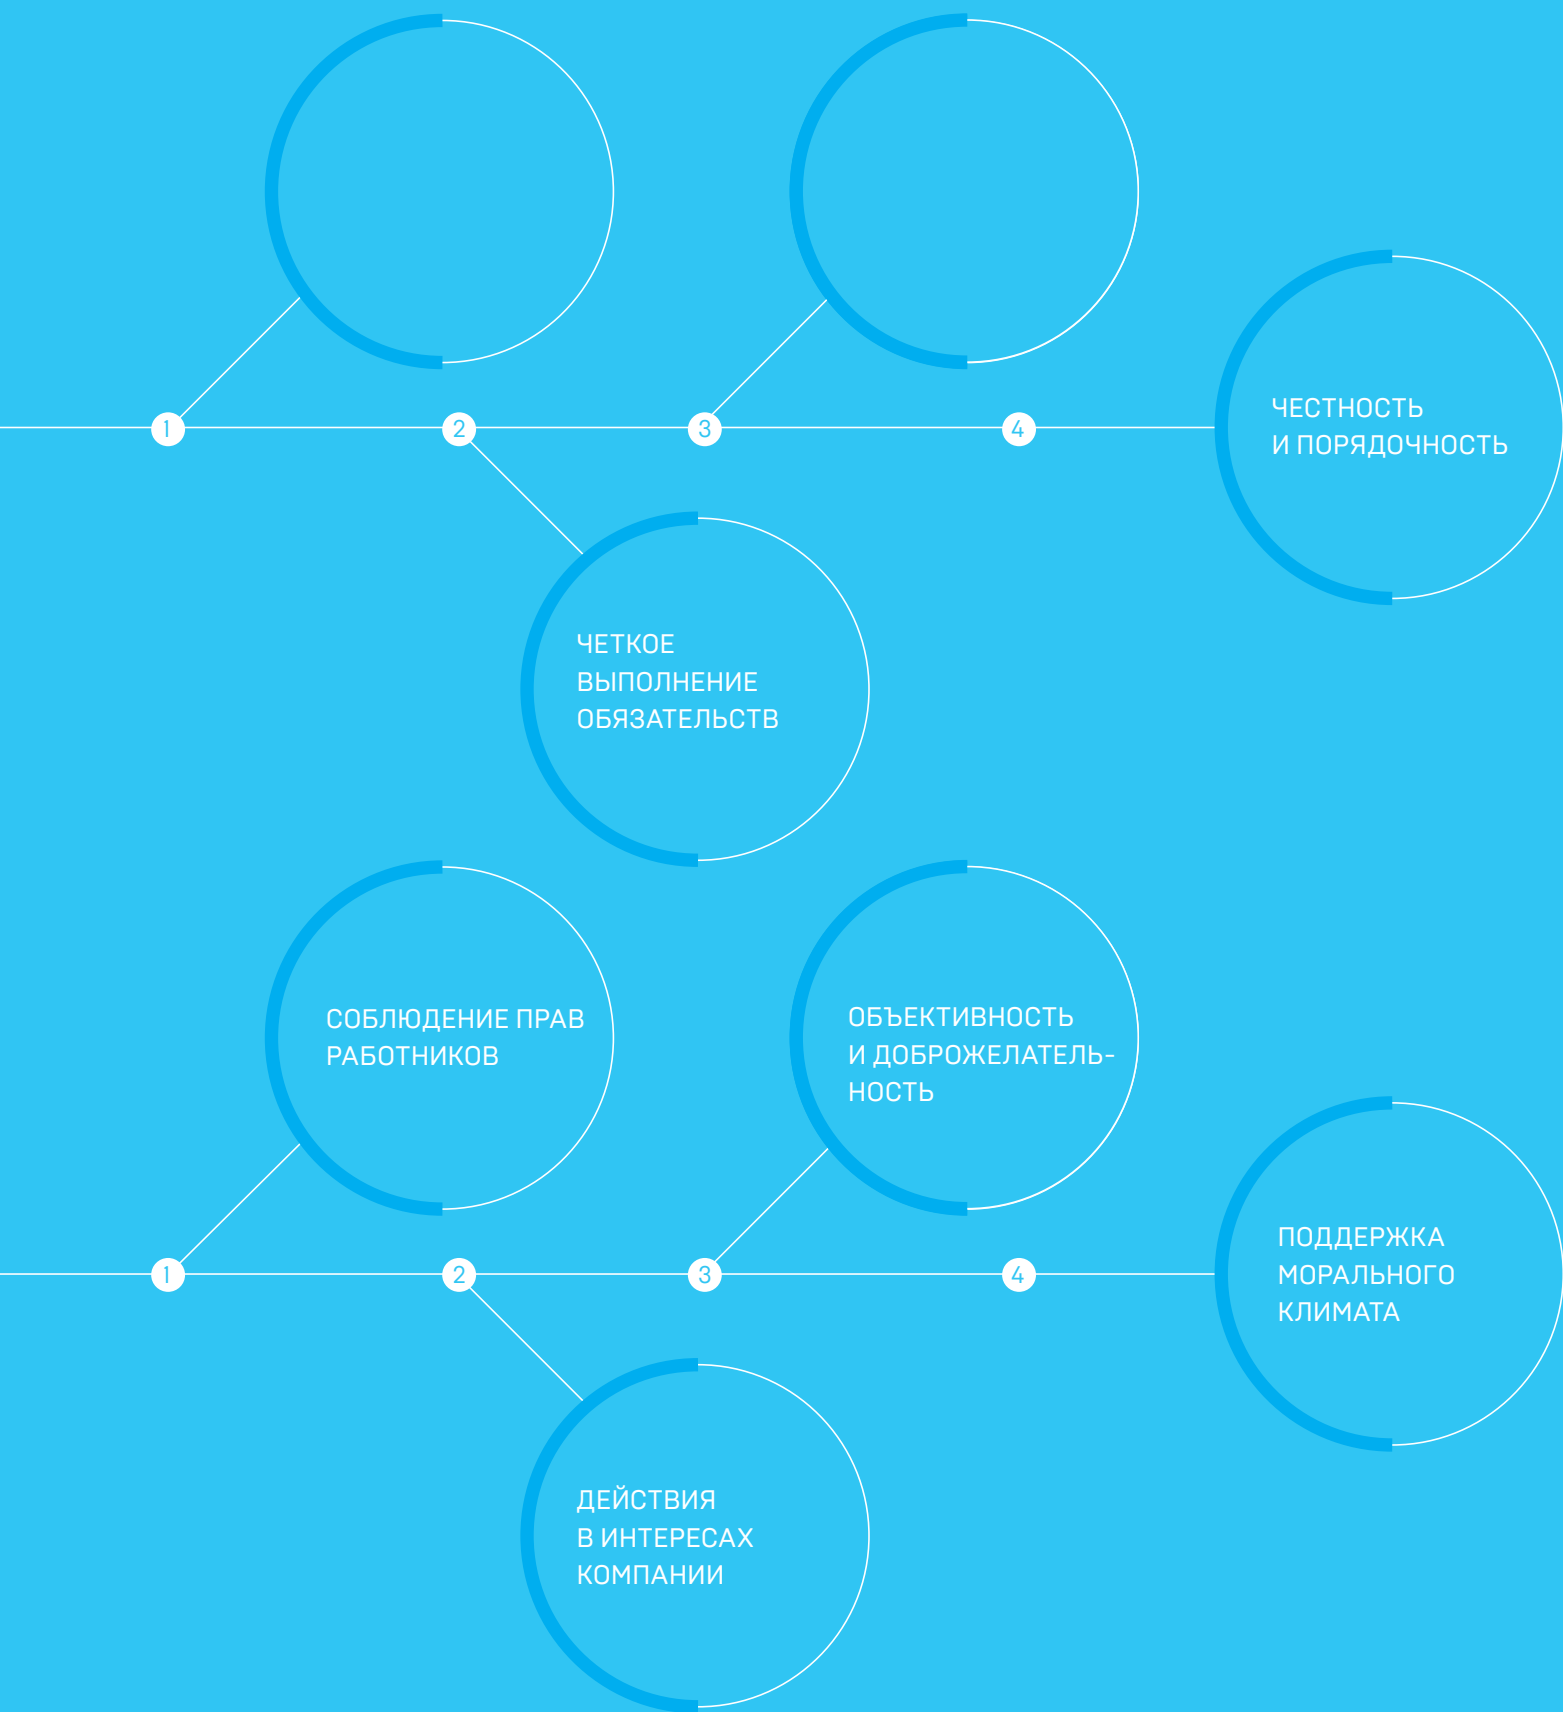 1
2
3
4
ЧЕСТНОСТЬ
И ПОРЯДОЧНОСТЬ
ЧЕТКОЕ
ВЫПОЛНЕНИЕ
ОБЯЗАТЕЛЬСТВ
СОБЛЮДЕНИЕ ПРАВ
РАБОТНИКОВ
ОБЪЕКТИВНОСТЬ
И ДОБРОЖЕЛАТЕЛЬ-
НОСТЬ
1
2
3
4
ПОДДЕРЖКА
МОРАЛЬНОГО
КЛИМАТА
ДЕЙСТВИЯ
В ИНТЕРЕСАХ
КОМПАНИИ